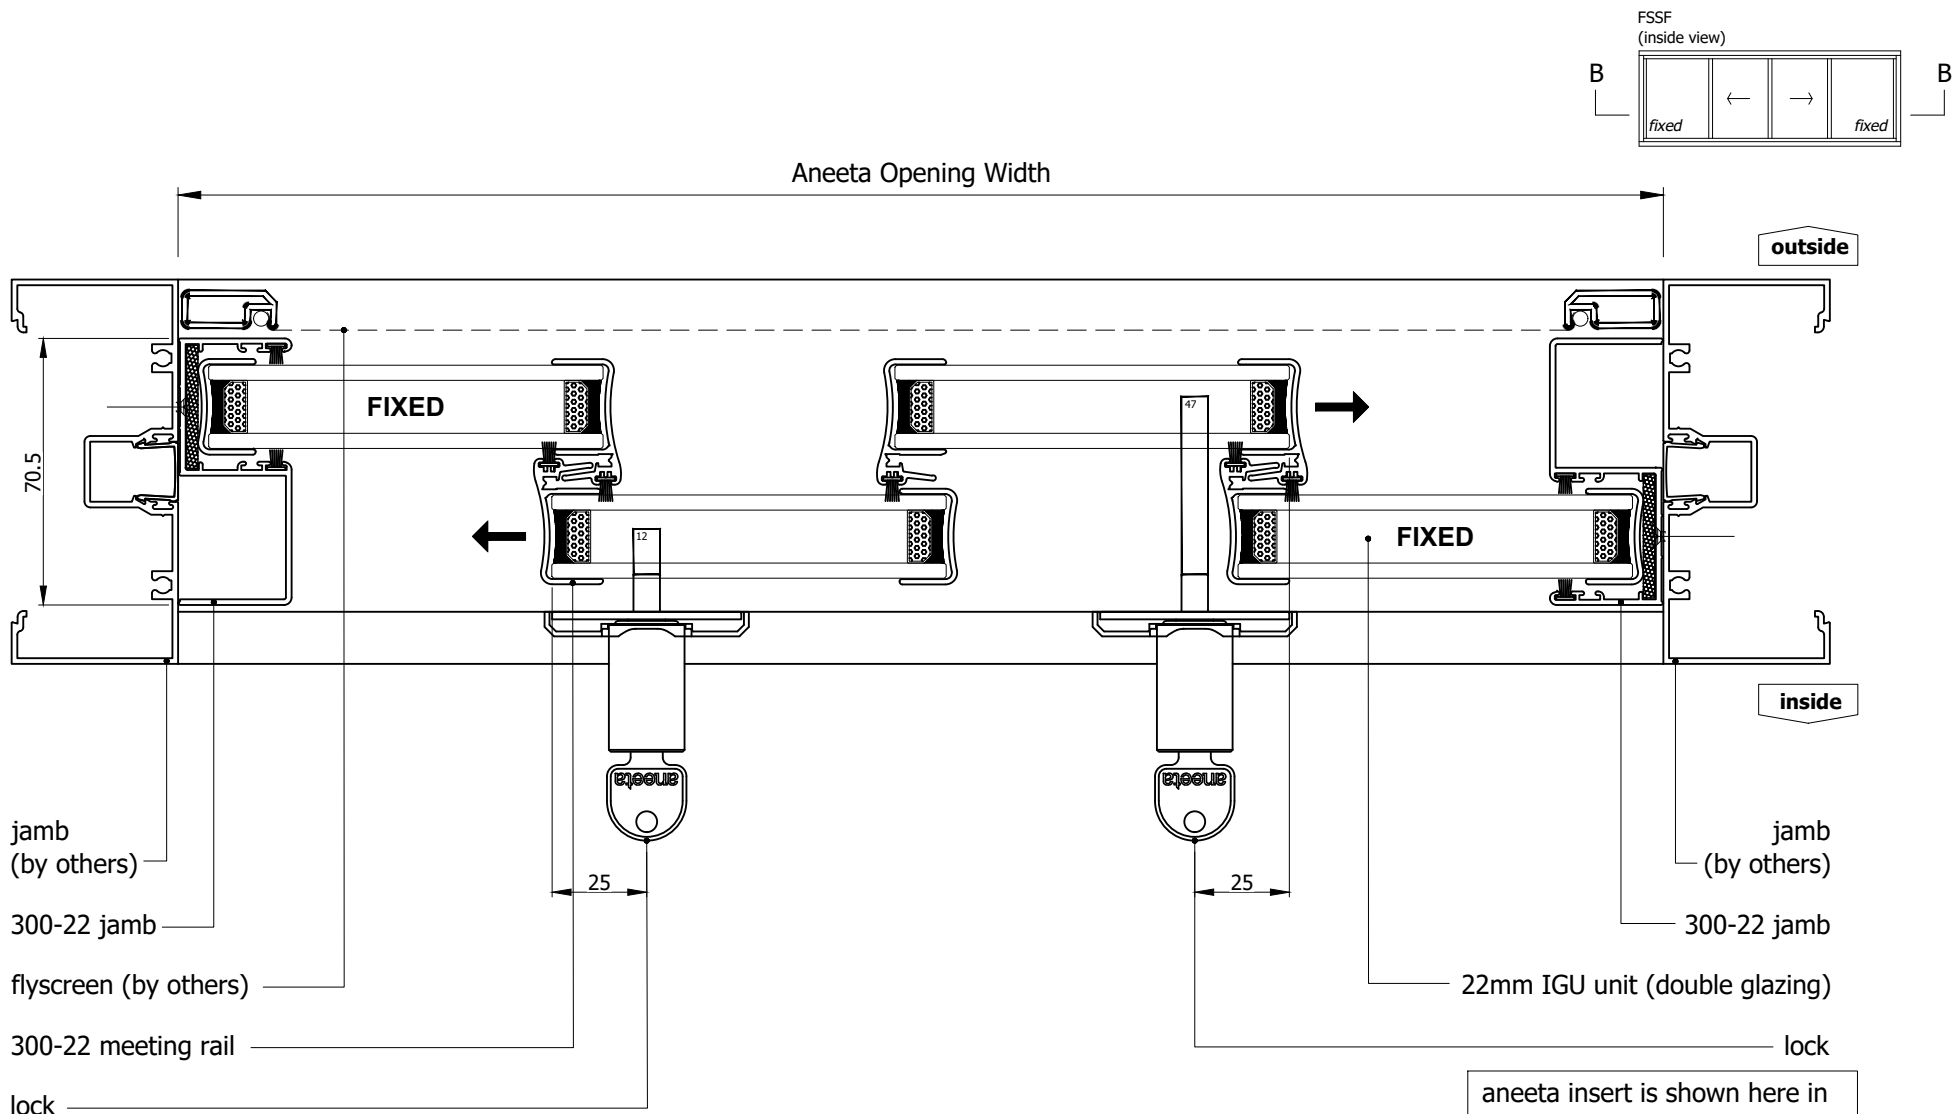 FSSF
(inside view)
B
B
fixed
fixed
Aneeta Opening Width
outside
70.5
FIXED
47
12
FIXED
inside
aneeta
aneeta
25
25
jamb
(by others)
300-22 jamb
flyscreen (by others)
300-22 meeting rail
lock
jamb
(by others)
300-22 jamb
22mm IGU unit (double glazing)
lock
aneeta insert is shown here in